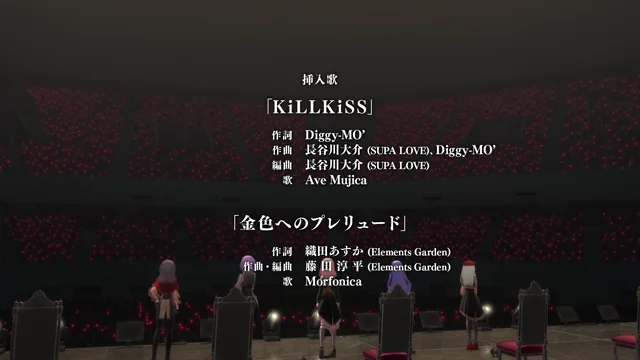 挿入歌
「KiLLKiSS」
作詞 Diggy-MO'
作曲 長谷川大介 (SUPA LOVE)、Diggy-MO'
編曲 長谷川大介 (SUPA LOVE)
歌 Ave Mujica
「金色へのプレリュード」
作詞 織田あすか (Elements Garden)
作曲・編曲 藤田淳平 (Elements Garden)
歌 Morfonica